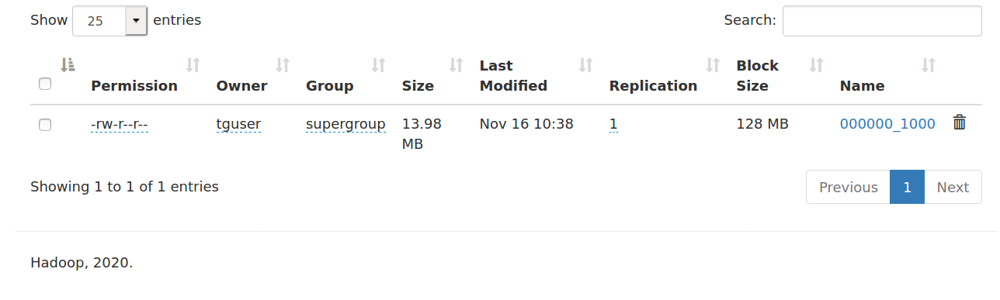 Show 25 entries Search:
Permission Owner Group Size Last Modified Replication Block Size Name
-rw-r--r-- tguser supergroup 13.98 MB Nov 16 10:38 1 128 MB 000000_1000
Showing 1 to 1 of 1 entries Previous 1 Next
Hadoop, 2020.